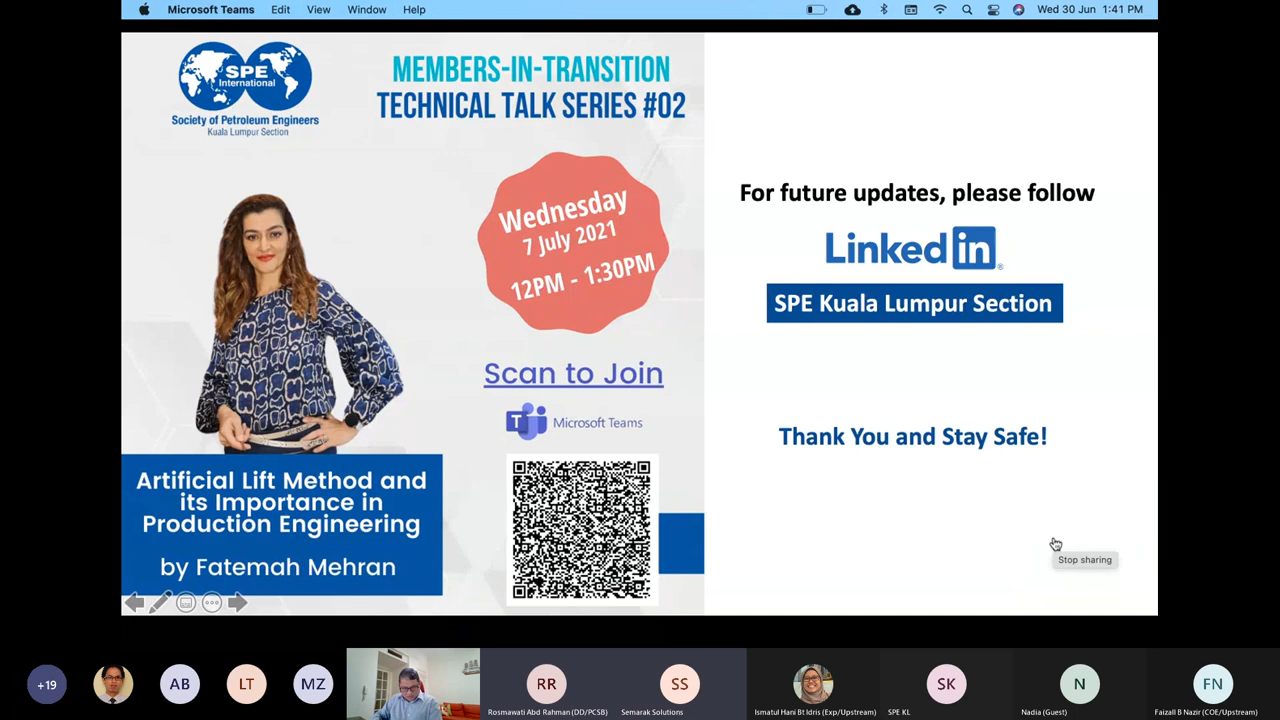 Microsoft Teams Edit View Window Help Wed 30 Jun 1:41 PM
SPE
International
Society of Petroleum Engineers
Kuala Lumpur Section
MEMBERS-IN-TRANSITION
TECHNICAL TALK SERIES #02
Wednesday
7 July 2021
12PM - 1:30PM
Scan to Join
T Microsoft Teams
Artificial Lift Method and
its Importance in
Production Engineering
by Fatemah Mehran
For future updates, please follow
Linked in
SPE Kuala Lumpur Section
Thank You and Stay Safe!
Stop sharing
+19 AB LT MZ RR SS SK N FN
Rosmawati Abd Rahman (DD/PCSB) Semarak Solutions Ismatul Hani Bt Idris (Exp/Upstream) SPE KL Nadia (Guest) Faizall B Nazir (COE/Upstream)